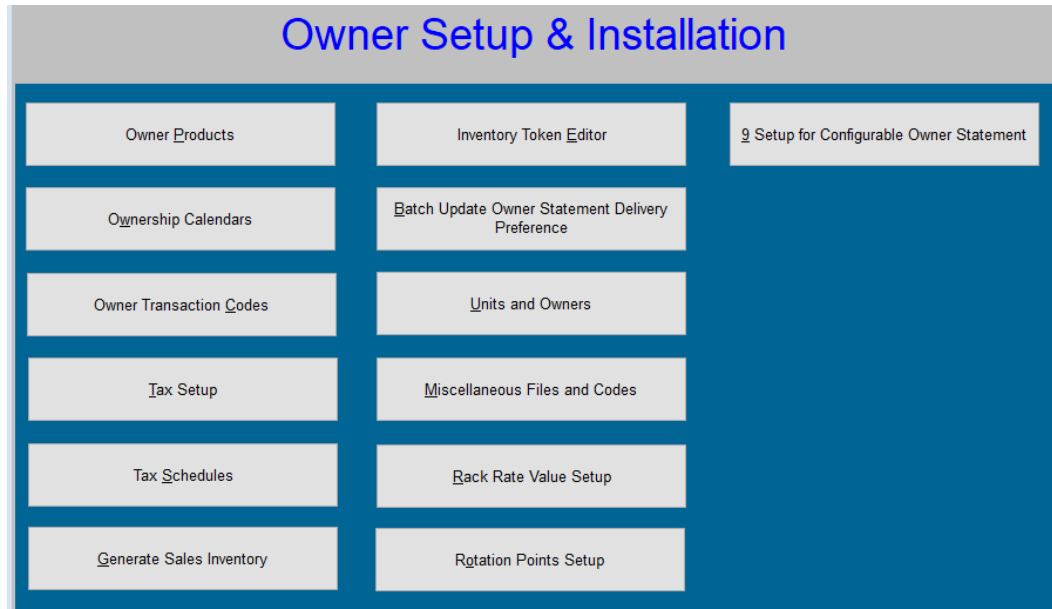 Owner Setup & Installation
Owner Products
Ownership Calendars
Owner Transaction Codes
Tax Setup
Tax Schedules
Generate Sales Inventory
Inventory Token Editor
Batch Update Owner Statement Delivery
Preference
Units and Owners
Miscellaneous Files and Codes
Rack Rate Value Setup
Rotation Points Setup
9 Setup for Configurable Owner Statement